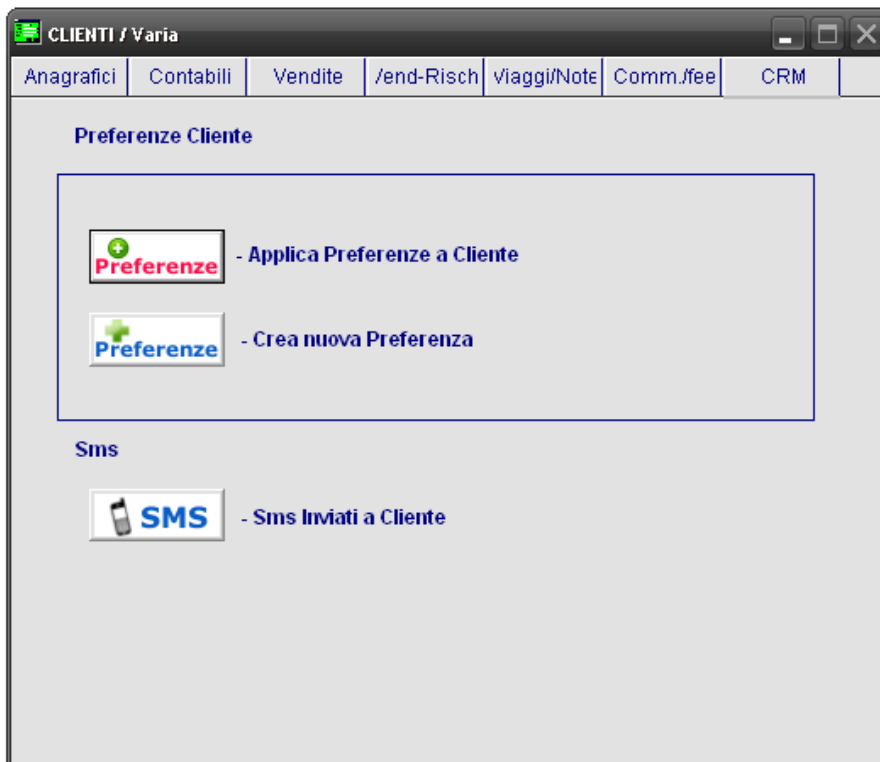 CLIENTI / Varia
Anagrafici Contabili Vendite /end-Risch Viaggi/Note Comm./fee CRM
Preferenze Cliente
Preferenze - Applica Preferenze a Cliente
Preferenze - Crea nuova Preferenza
Sms
SMS - Sms Inviati a Cliente